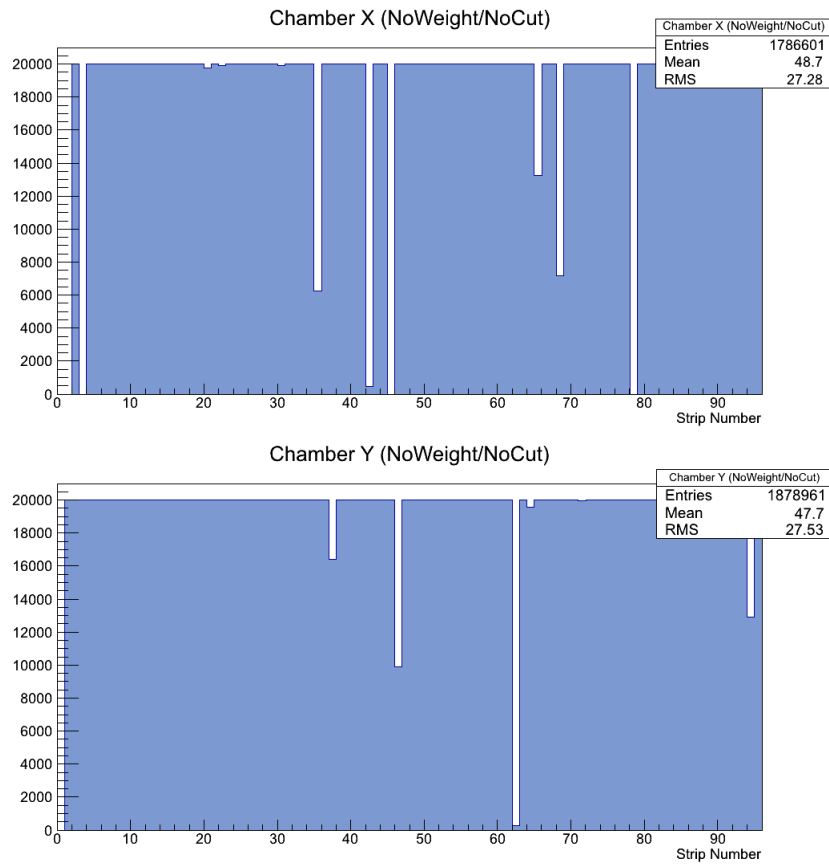 Chamber X (NoWeight/NoCut)
Chamber X (NoWeight/NoCut)
Entries 1786601
Mean 48.7
RMS 27.28
20000
18000
16000
14000
12000
10000
8000
6000
4000
2000
0
0 10 20 30 40 50 60 70 80 90
Strip Number
Chamber Y (NoWeight/NoCut)
Chamber Y (NoWeight/NoCut)
Entries 1878961
Mean 47.7
RMS 27.53
20000
18000
16000
14000
12000
10000
8000
6000
4000
2000
0
0 10 20 30 40 50 60 70 80 90
Strip Number